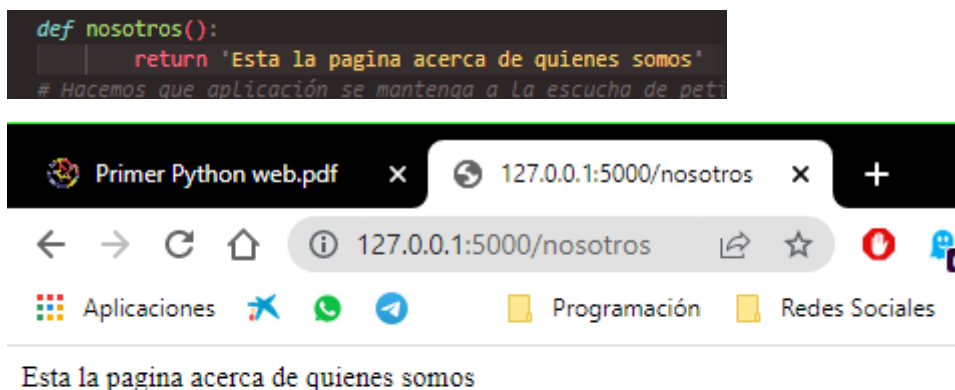 def nosotros():
return 'Esta la pagina acerca de quienes somos'
# Hacemos que aplicación se mantenga a la escucha de peti
Primer Python web.pdf
127.0.0.1:5000/nosotros
127.0.0.1:5000/nosotros
Aplicaciones
Programación
Redes Sociales
Esta la pagina acerca de quienes somos